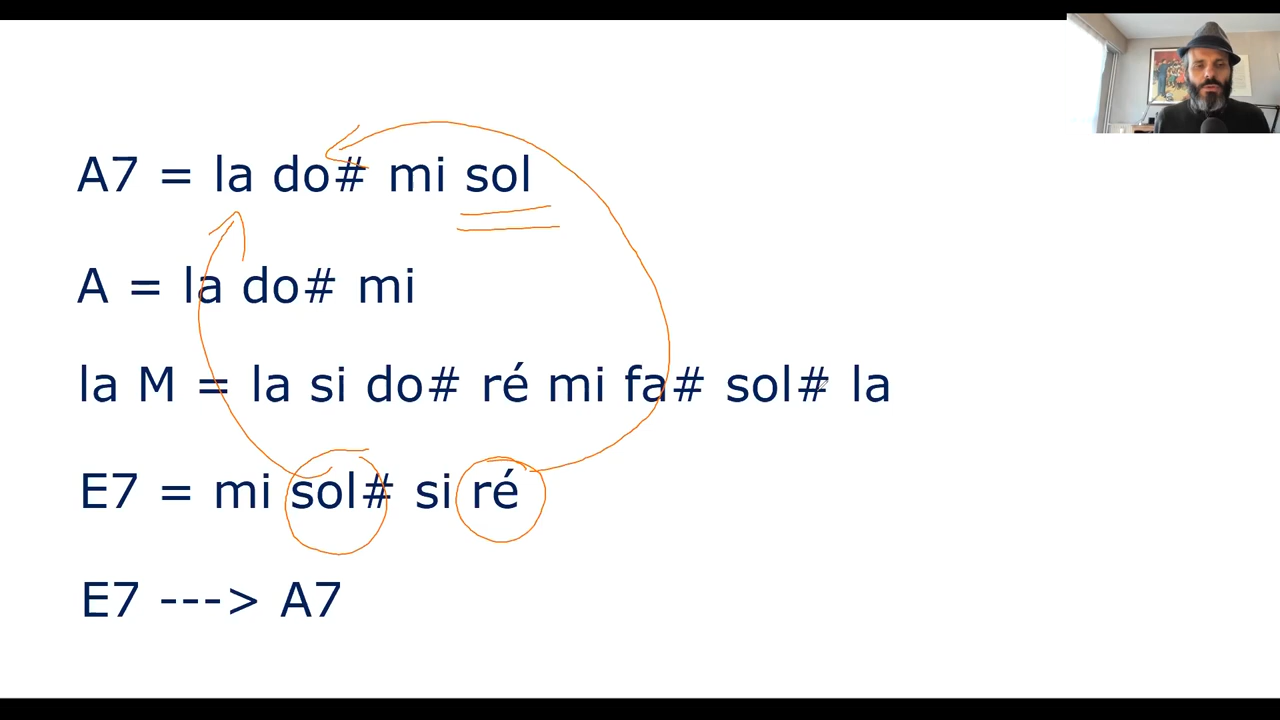 A7 = la do# mi sol
A = la do# mi
la M = la si do# ré mi fa# sol# la
E7 = mi sol# si ré
E7 ---> A7